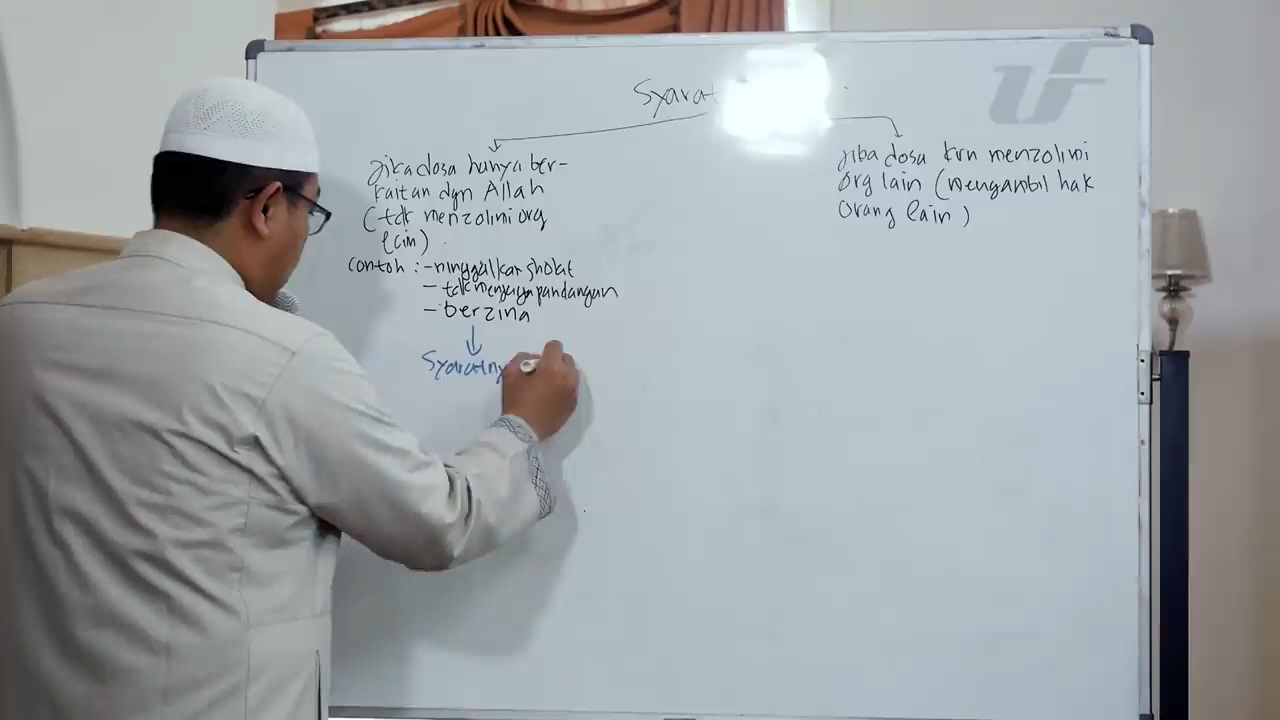 Syarat
jika dosa hanya ber-
kaitan dgn Allah
(tdk menzolimi org
lain).
contoh : - ninggalkan sholat
- tdk menjaga pandangan
- berzina
Syaratny
jika dosa krn menzolimi
org lain (mengambil hak
orang lain)